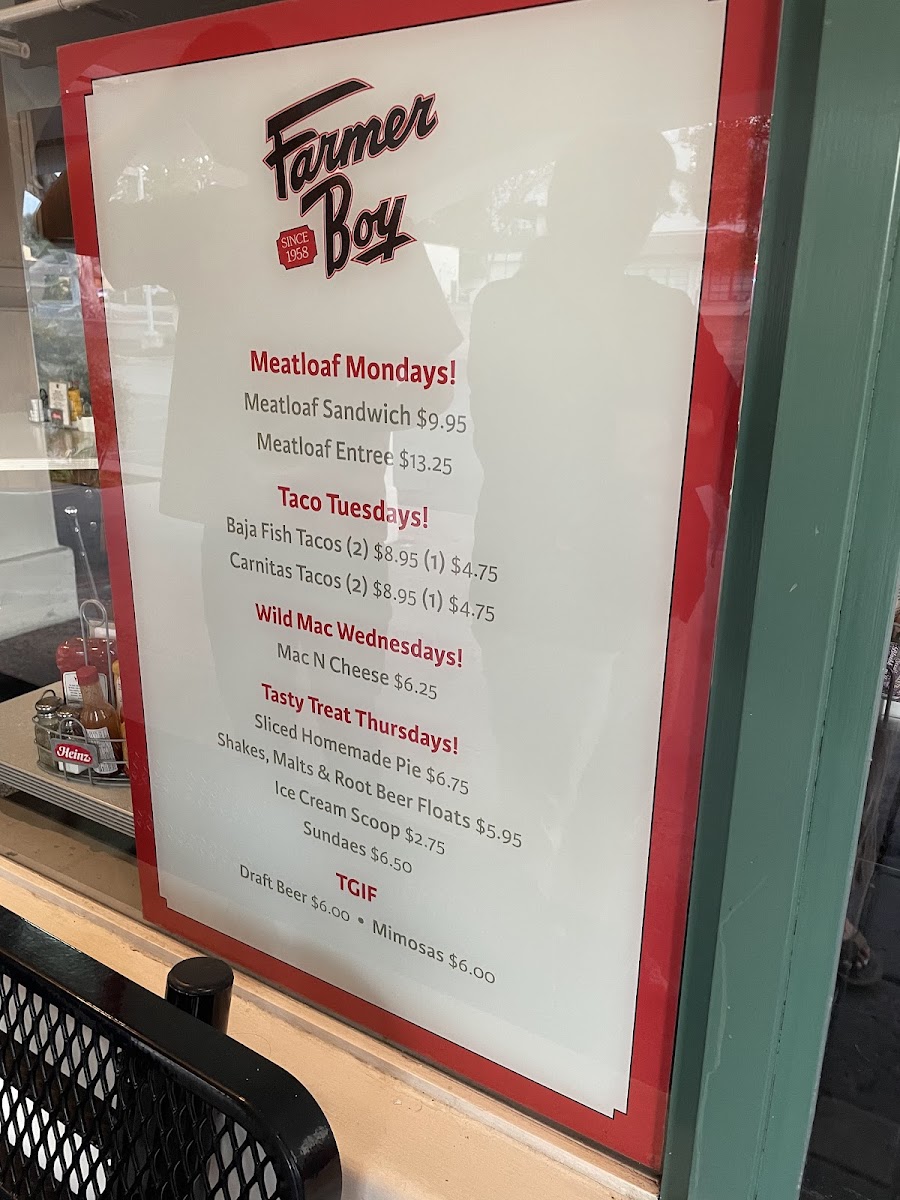 Farmer
Boy
SINCE
1958
Meatloaf Mondays!
Meatloaf Sandwich $9.95
Meatloaf Entree $13.25
Taco Tuesdays!
Baja Fish Tacos (2) $8.95 (1) $4.75
Carnitas Tacos (2) $8.95 (1) $4.75
Wild Mac Wednesdays!
Mac N Cheese $6.25
Tasty Treat Thursdays!
Sliced Homemade Pie $6.75
Shakes, Malts & Root Beer Floats $5.95
Ice Cream Scoop $2.75
Sundaes $6.50
TGIF
Draft Beer $6.00 • Mimosas $6.00
Heinz